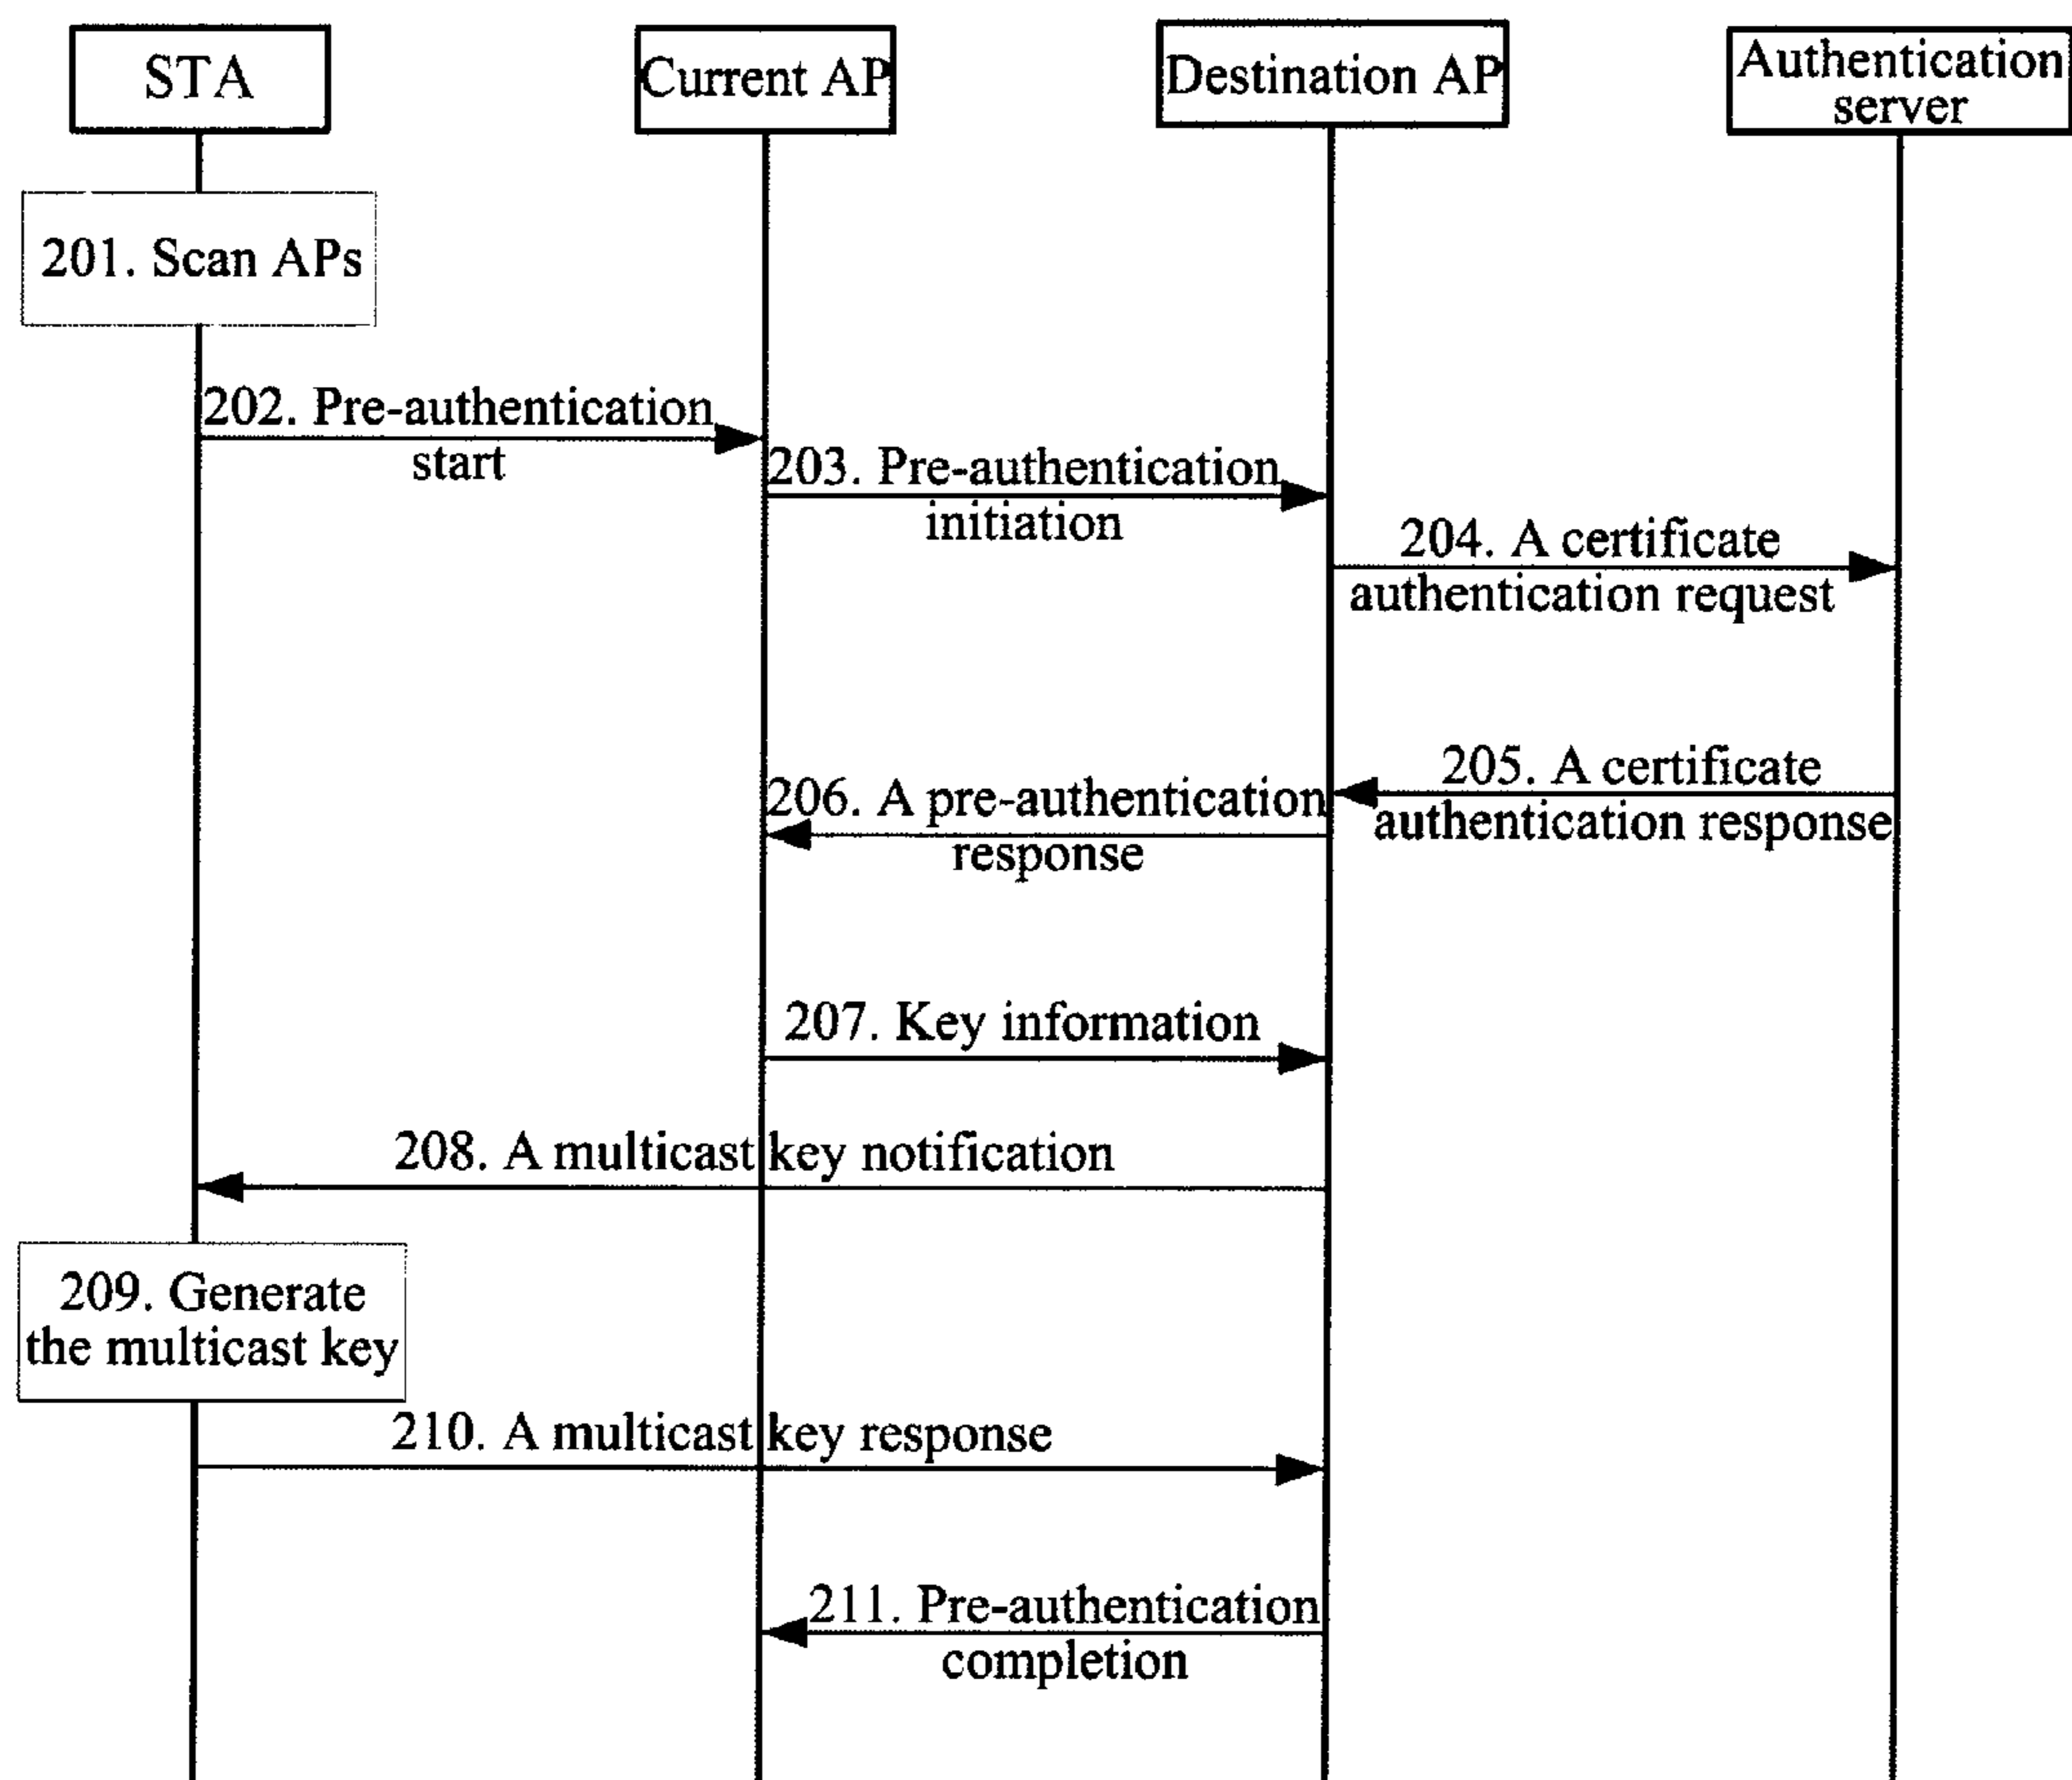 STA
Current AP
Destination AP
Authentication
server
201. Scan APs
202. Pre-authentication
start
203. Pre-authentication
initiation
204. A certificate
authentication request
205. A certificate
authentication response
206. A pre-authentication
response
207. Key information
208. A multicast key notification
209. Generate
the multicast key
210. A multicast key response
211. Pre-authentication
completion